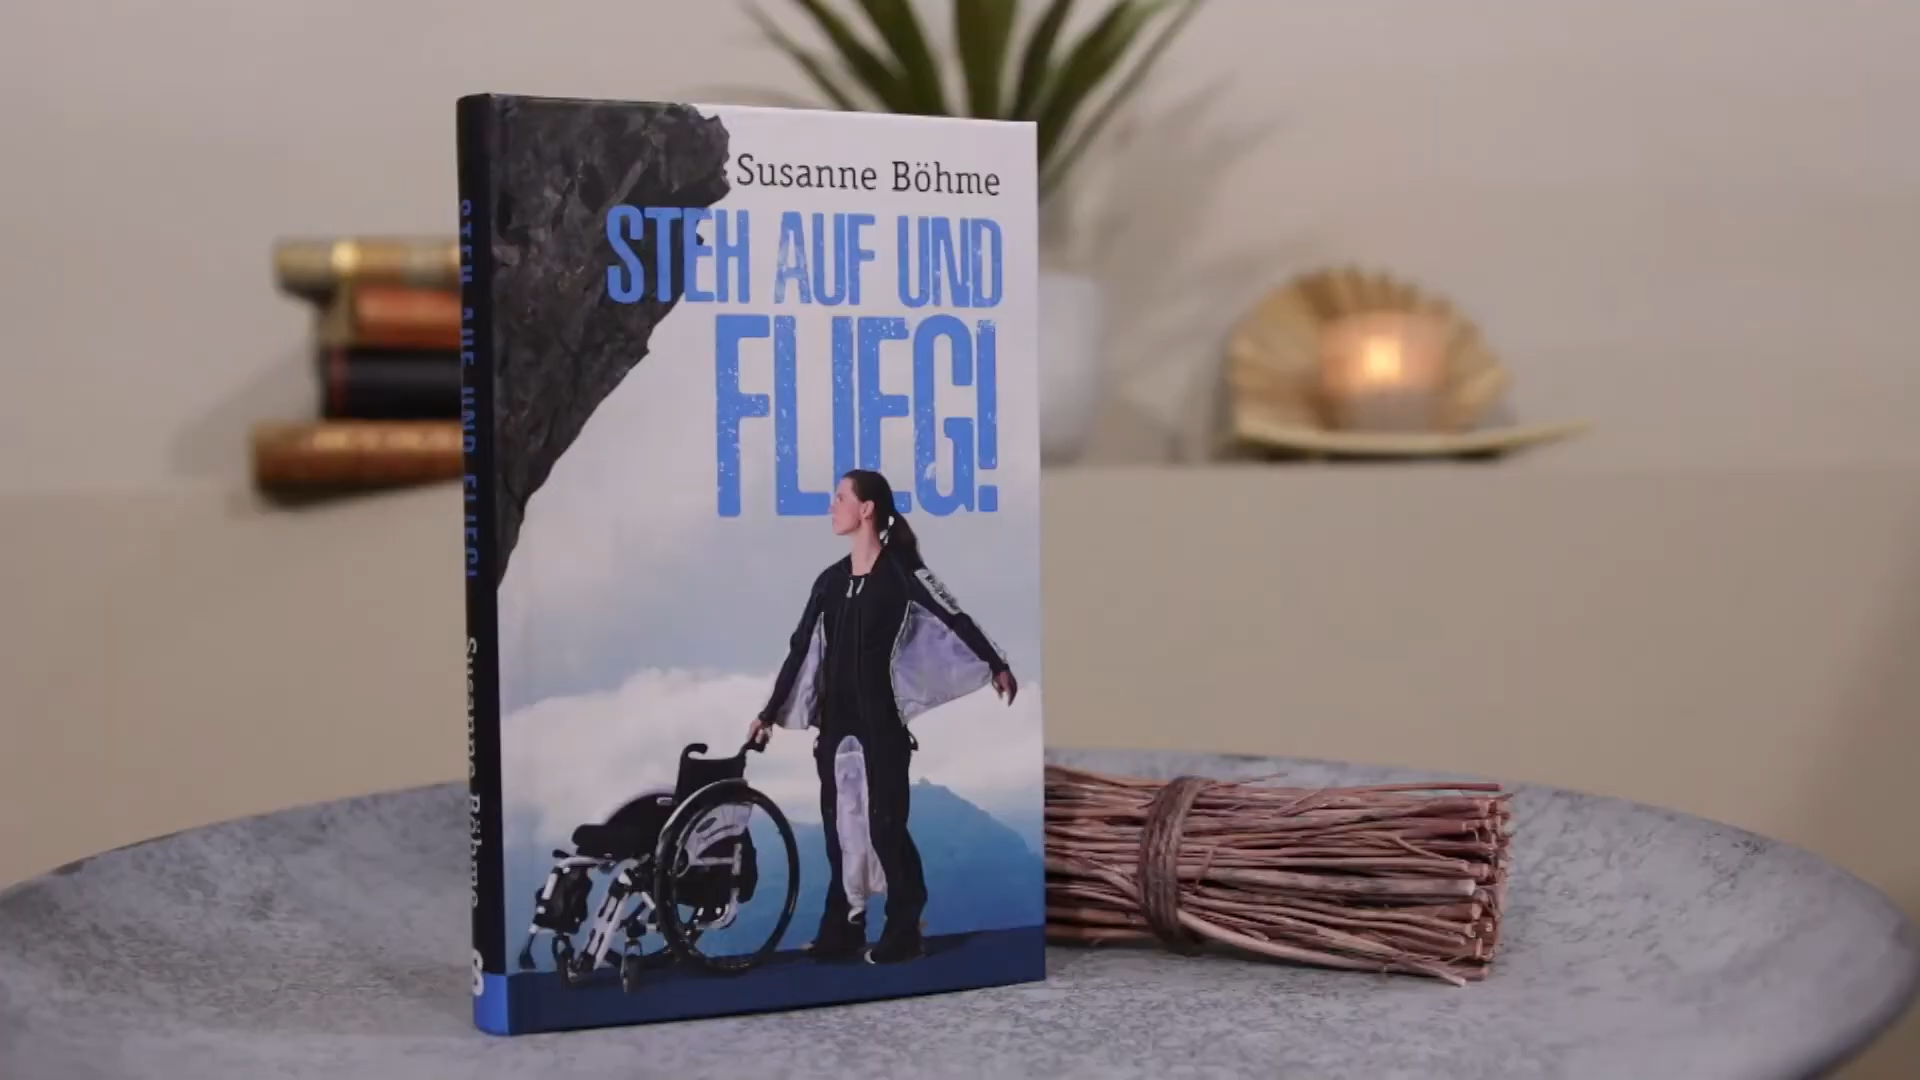 Susanne Böhme
STEH AUF UND
FLIEG!
STEH AUF UND FLIEG!
Susanne Böhme